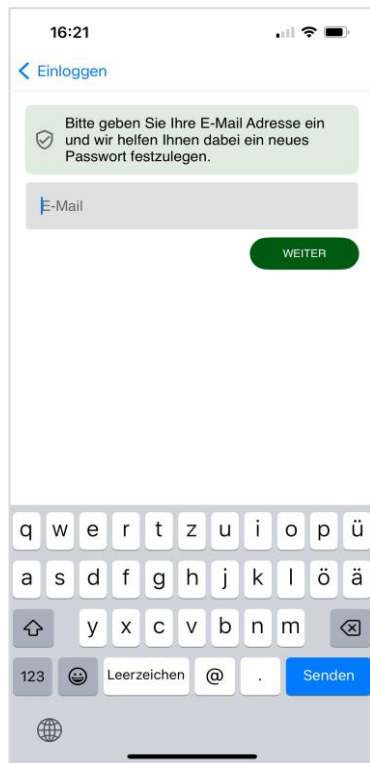 16:21
Einloggen
Bitte geben Sie Ihre E-Mail Adresse ein
und wir helfen Ihnen dabei ein neues
Passwort festzulegen.
E-Mail
WEITER
q w e r t z u i o p ü
a s d f g h j k l ö ä
y x c v b n m
123 Leerzeichen @ . Senden